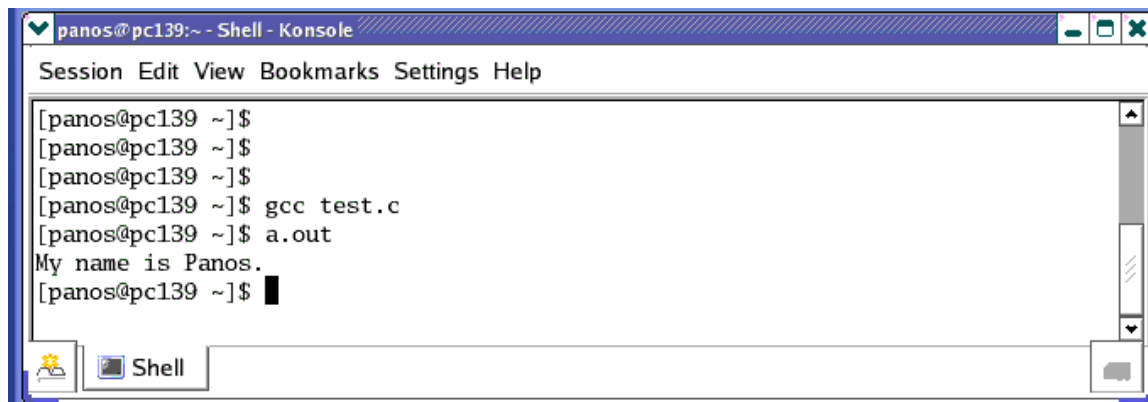 panos@pc139:~ - Shell - Konsole
Session Edit View Bookmarks Settings Help
[panos@pc139 ~]$
[panos@pc139 ~]$
[panos@pc139 ~]$
[panos@pc139 ~]$ gcc test.c
[panos@pc139 ~]$ a.out
My name is Panos.
[panos@pc139 ~]$
Shell